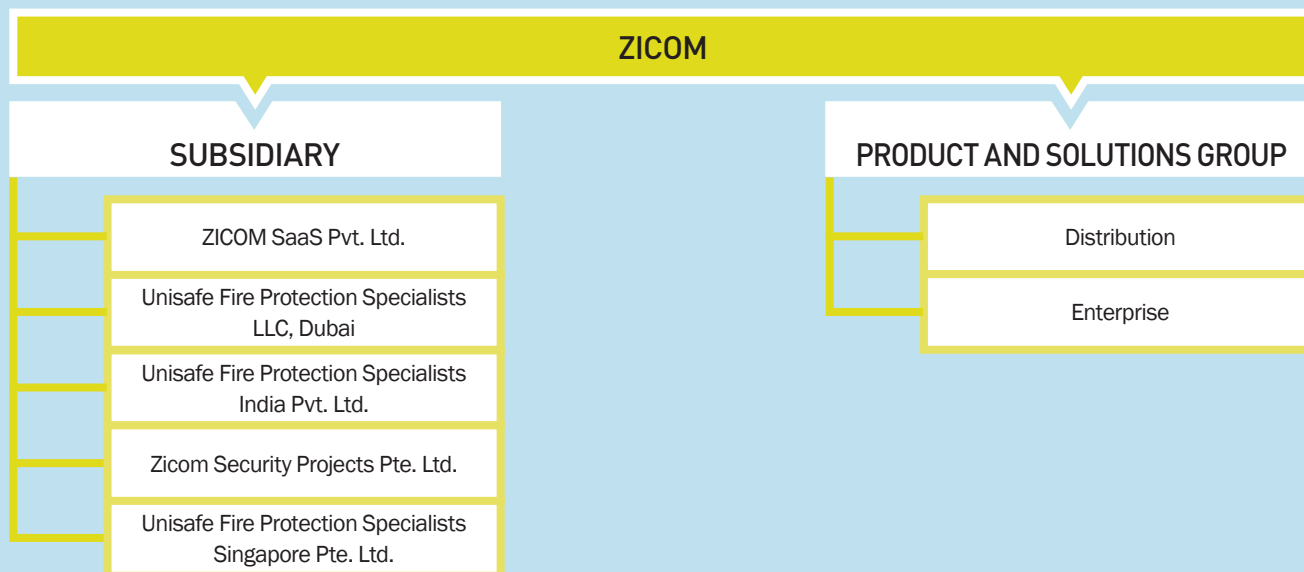 ZICOM
SUBSIDIARY
ZICOM SaaS Pvt. Ltd.
Unisafe Fire Protection Specialists
LLC, Dubai
Unisafe Fire Protection Specialists
India Pvt. Ltd.
Zicom Security Projects Pte. Ltd.
Unisafe Fire Protection Specialists
Singapore Pte. Ltd.
PRODUCT AND SOLUTIONS GROUP
Distribution
Enterprise